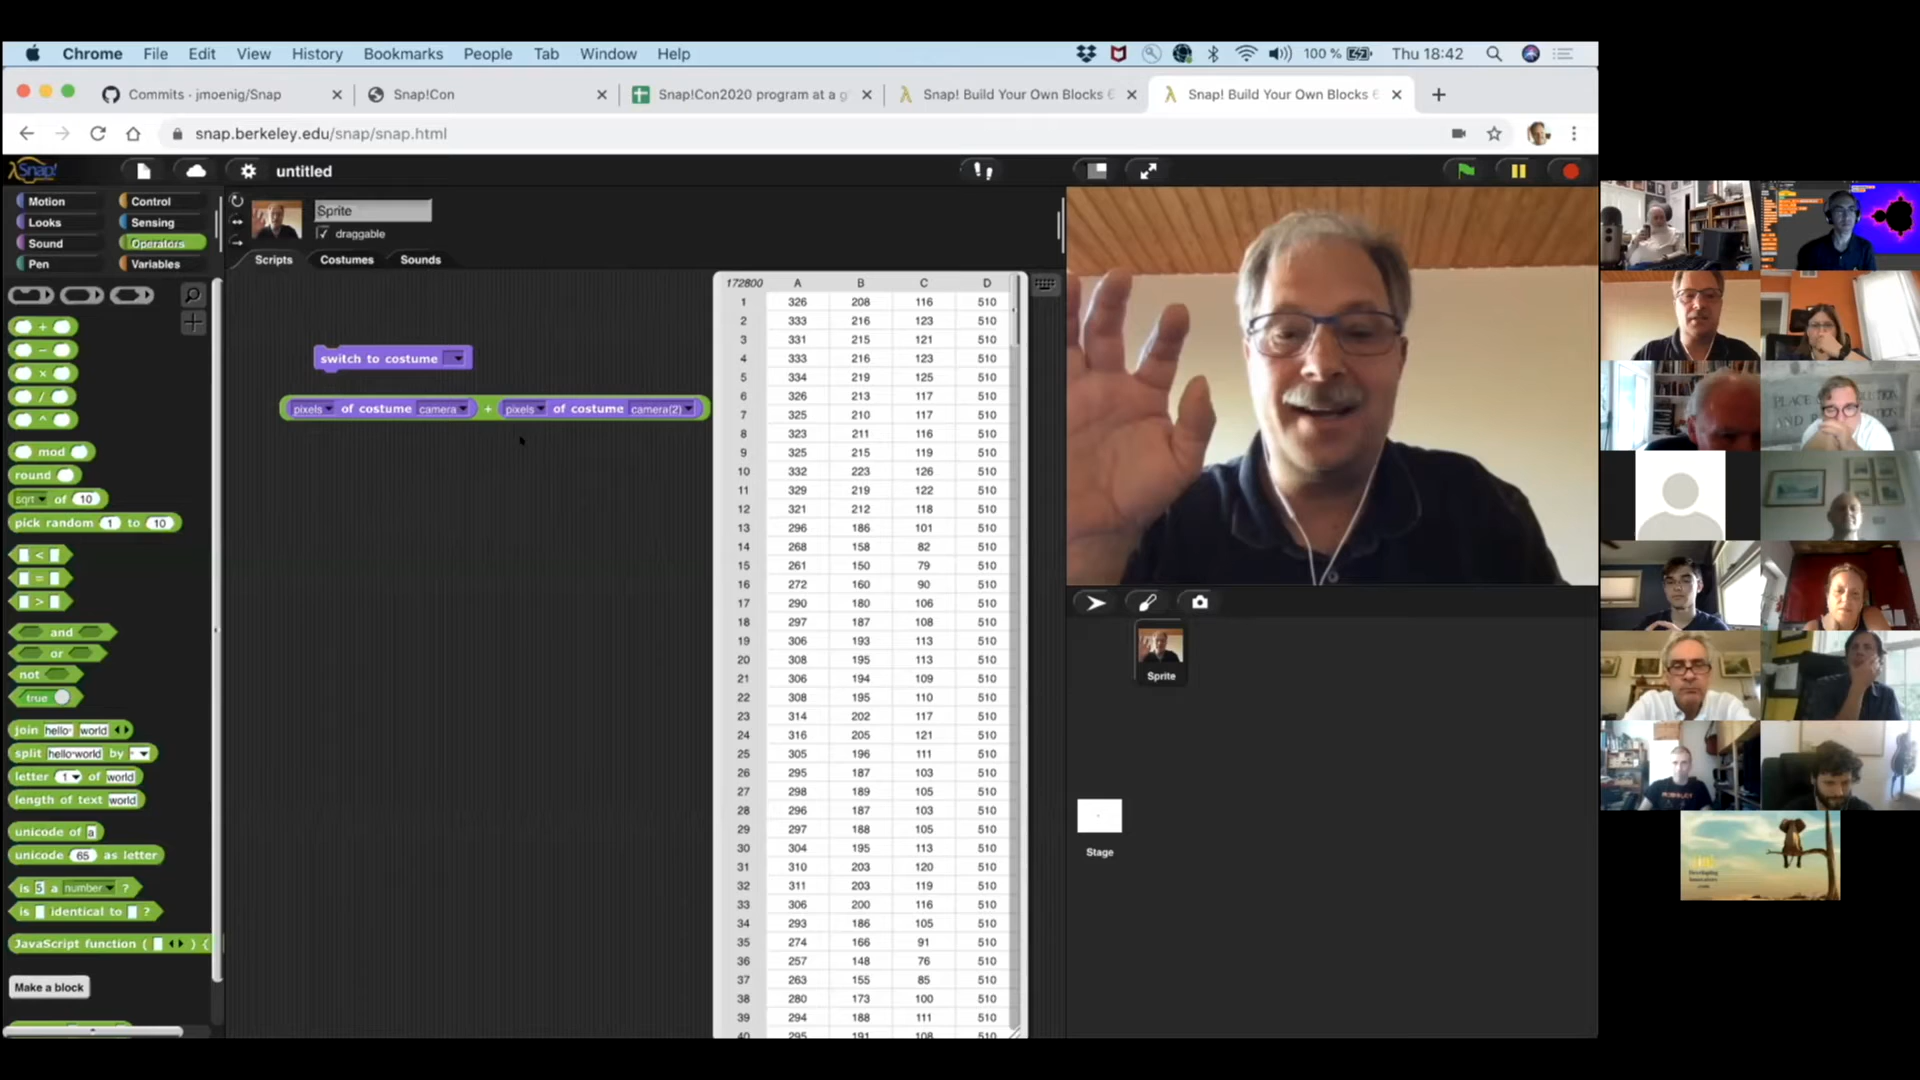 Chrome File Edit View History Bookmarks People Tab Window Help 100 % Thu 18:42
Commits · jmoenig/Snap Snap!Con Snap!Con2020 program at a g Snap! Build Your Own Blocks 6 Snap! Build Your Own Blocks 6
snap.berkeley.edu/snap/snap.html
Snap! untitled
Motion Control
Looks Sensing
Sound Operators
Pen Variables
Sprite
draggable
Scripts Costumes Sounds
+
−
×
/
^
mod
round
sqrt of 10
pick random 1 to 10
<
=
>
and
or
not
true
join hello world
split hello world by
letter 1 of world
length of text world
unicode of a
unicode 65 as letter
is 5 a number ?
is identical to ?
JavaScript function ( ) {
Make a block
switch to costume
pixels of costume camera + pixels of costume camera(2)
172800 A B C D
1 326 208 116 510
2 333 216 123 510
3 331 215 121 510
4 333 216 123 510
5 334 219 125 510
6 326 213 117 510
7 325 210 117 510
8 323 211 116 510
9 325 215 119 510
10 332 223 126 510
11 329 219 122 510
12 321 212 118 510
13 296 186 101 510
14 268 158 82 510
15 261 150 79 510
16 272 160 90 510
17 290 180 106 510
18 297 187 108 510
19 306 193 113 510
20 308 195 113 510
21 306 194 109 510
22 308 195 110 510
23 314 202 117 510
24 316 205 121 510
25 305 196 111 510
26 295 187 103 510
27 298 189 105 510
28 296 187 103 510
29 297 188 105 510
30 304 195 113 510
31 310 203 120 510
32 311 203 119 510
33 306 200 116 510
34 293 186 105 510
35 274 166 91 510
36 257 148 76 510
37 263 155 85 510
38 280 173 100 510
39 294 188 111 510
40 295 191 108 510
Sprite
Stage